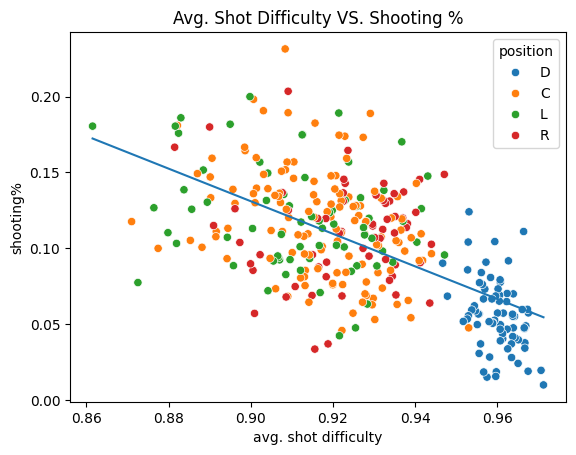 Avg. Shot Difficulty VS. Shooting %
position
D
C
L
R
shooting%
0.20
0.15
0.10
0.05
0.00
0.86
0.88
0.90
0.92
0.94
0.96
avg. shot difficulty